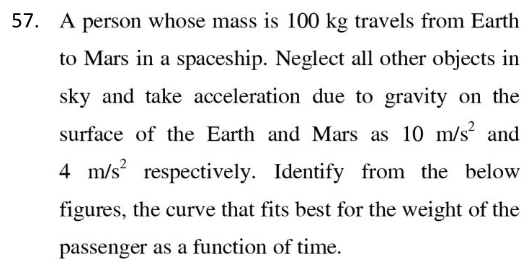 57. A person whose mass is 100 kg travels from Earth
to Mars in a spaceship. Neglect all other objects in
sky and take acceleration due to gravity on the
surface of the Earth and Mars as 10 m/s² and
4 m/s² respectively. Identify from the below
figures, the curve that fits best for the weight of the
passenger as a function of time.